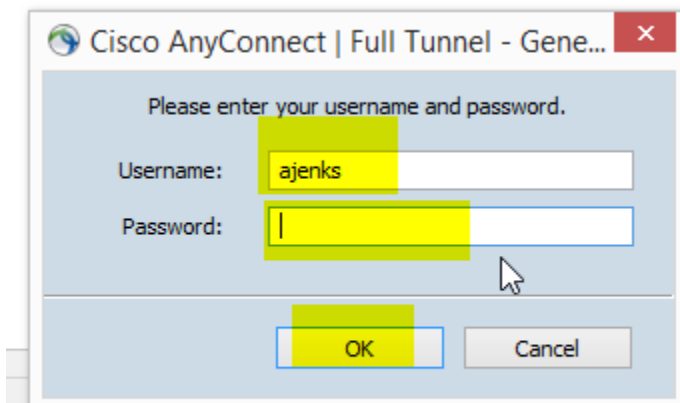 Cisco AnyConnect | Full Tunnel - Gene...
Please enter your username and password.
Username: ajenks
Password:
OK Cancel